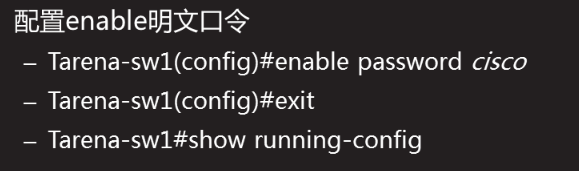 配置enable明文口令
– Tarena-sw1(config)#enable password cisco
– Tarena-sw1(config)#exit
– Tarena-sw1#show running-config